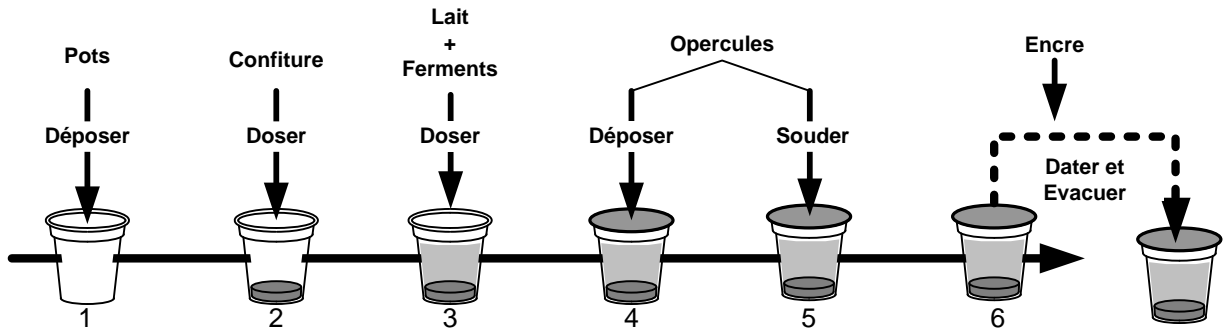 Pots
Déposer
Confiture
Doser
Lait
+
Ferments
Doser
Opercules
Déposer
Souder
Encre
Dater et
Evacuer
1
2
3
4
5
6